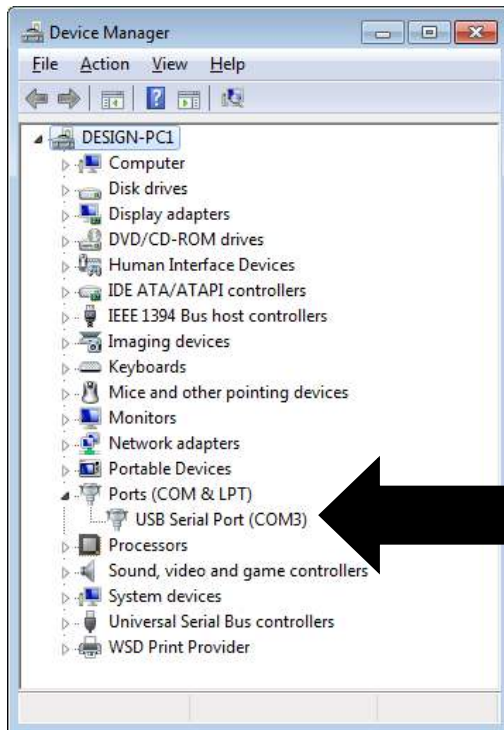 Device Manager
File Action View Help
DESIGN-PC1
Computer
Disk drives
Display adapters
DVD/CD-ROM drives
Human Interface Devices
IDE ATA/ATAPI controllers
IEEE 1394 Bus host controllers
Imaging devices
Keyboards
Mice and other pointing devices
Monitors
Network adapters
Portable Devices
Ports (COM & LPT)
USB Serial Port (COM3)
Processors
Sound, video and game controllers
System devices
Universal Serial Bus controllers
WSD Print Provider